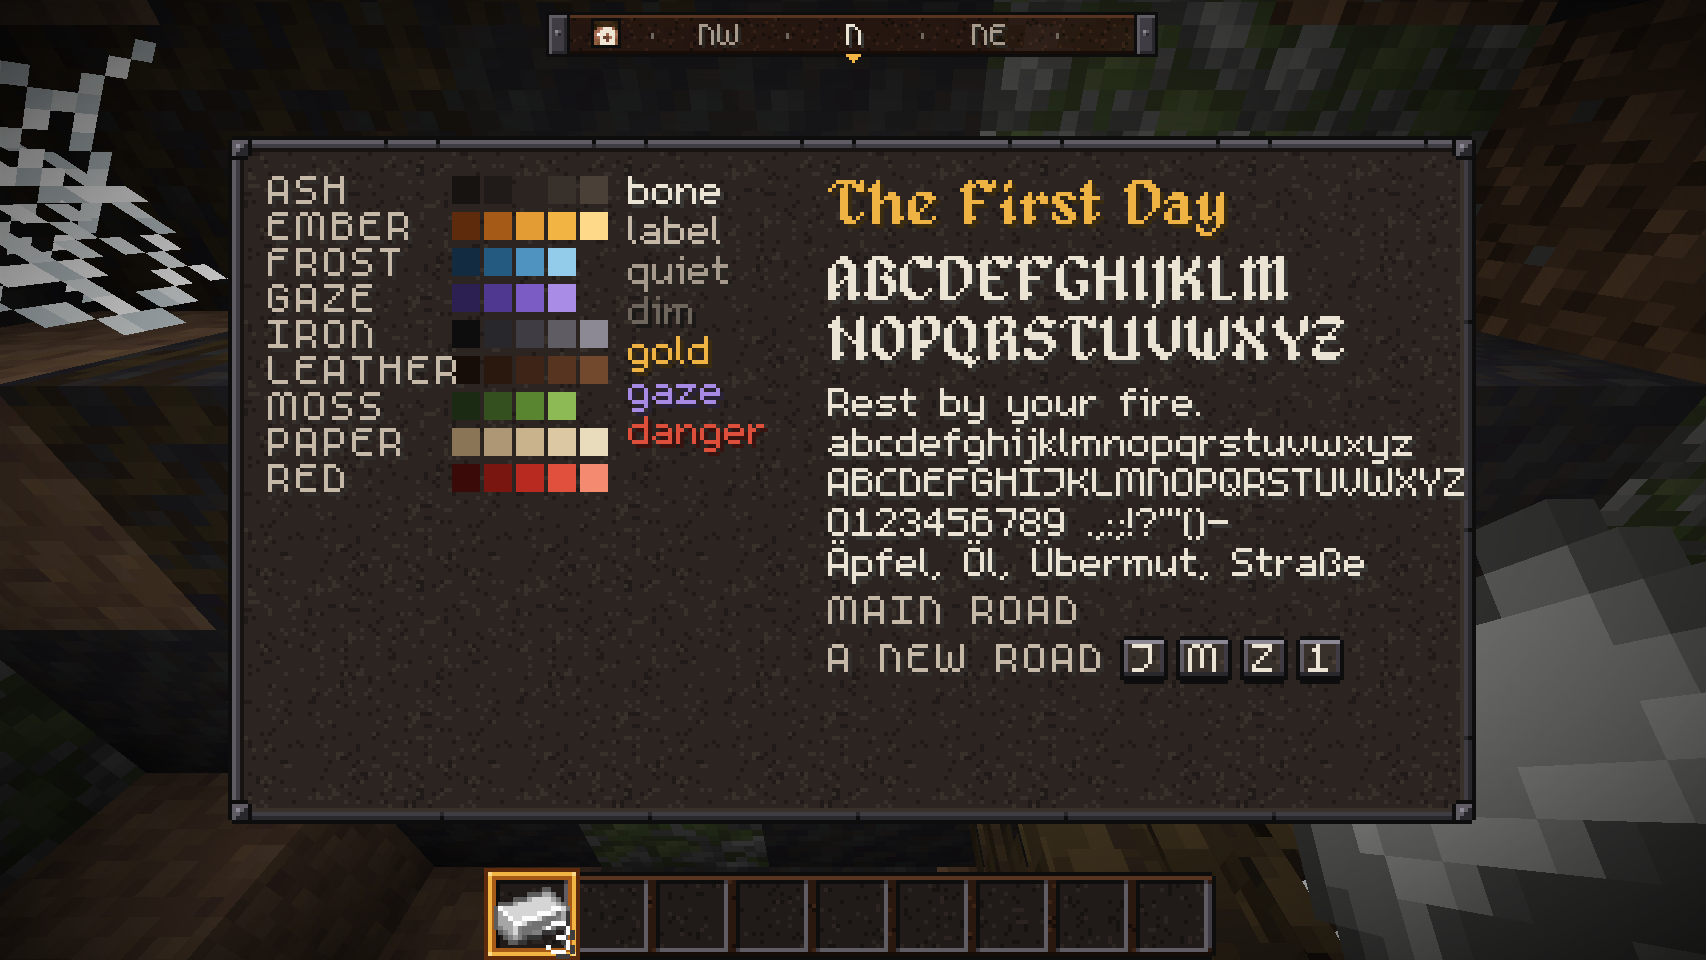 NW N NE
ASH
EMBER
FROST
GAZE
IRON
LEATHER
MOSS
PAPER
RED
bone
label
quiet
dim
gold
gaze
danger
The First Day
ABCDEFGHIJKLM
NOPQRSTUVWXYZ
Rest by your fire.
abcdefghijklmnopqrstuvwxyz
ABCDEFGHIJKLMNOPQRSTUVWXYZ
0123456789 .,:;!?'"()-
Äpfel, Öl, Übermut, Straße
MAIN ROAD
A NEW ROAD J M Z 1
3